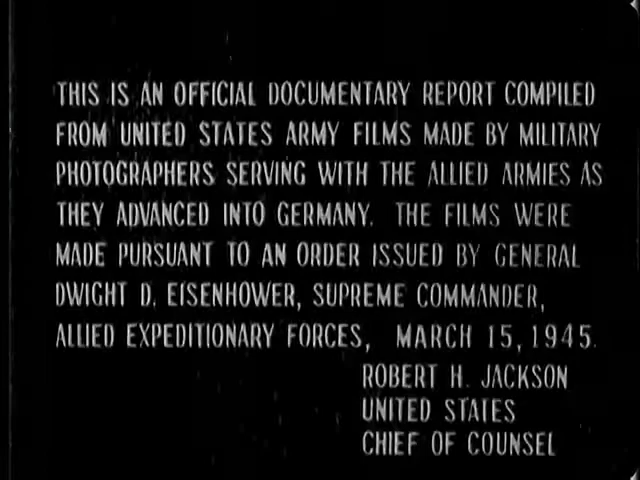 THIS IS AN OFFICIAL DOCUMENTARY REPORT COMPILED
FROM UNITED STATES ARMY FILMS MADE BY MILITARY
PHOTOGRAPHERS SERVING WITH THE ALLIED ARMIES AS
THEY ADVANCED INTO GERMANY. THE FILMS WERE
MADE PURSUANT TO AN ORDER ISSUED BY GENERAL
DWIGHT D. EISENHOWER, SUPREME COMMANDER,
ALLIED EXPEDITIONARY FORCES, MARCH 15, 1945.
ROBERT H. JACKSON
UNITED STATES
CHIEF OF COUNSEL